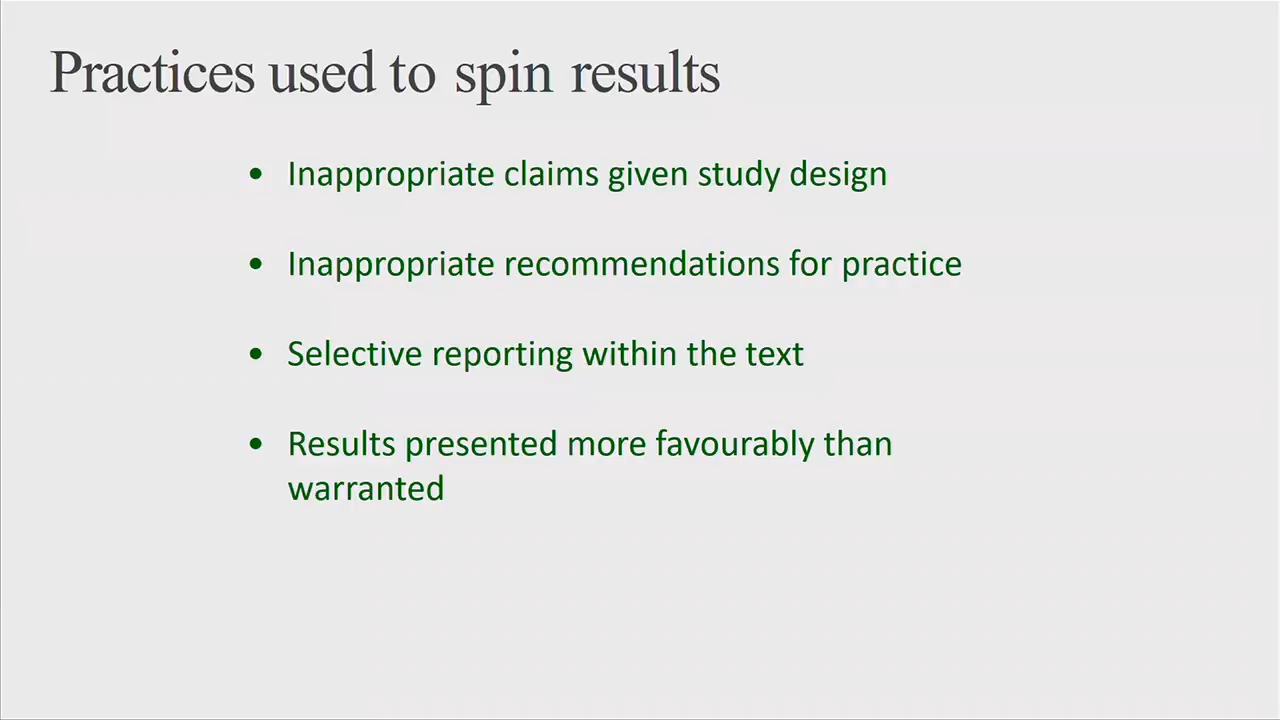 Practices used to spin results
• Inappropriate claims given study design
• Inappropriate recommendations for practice
• Selective reporting within the text
• Results presented more favourably than
warranted